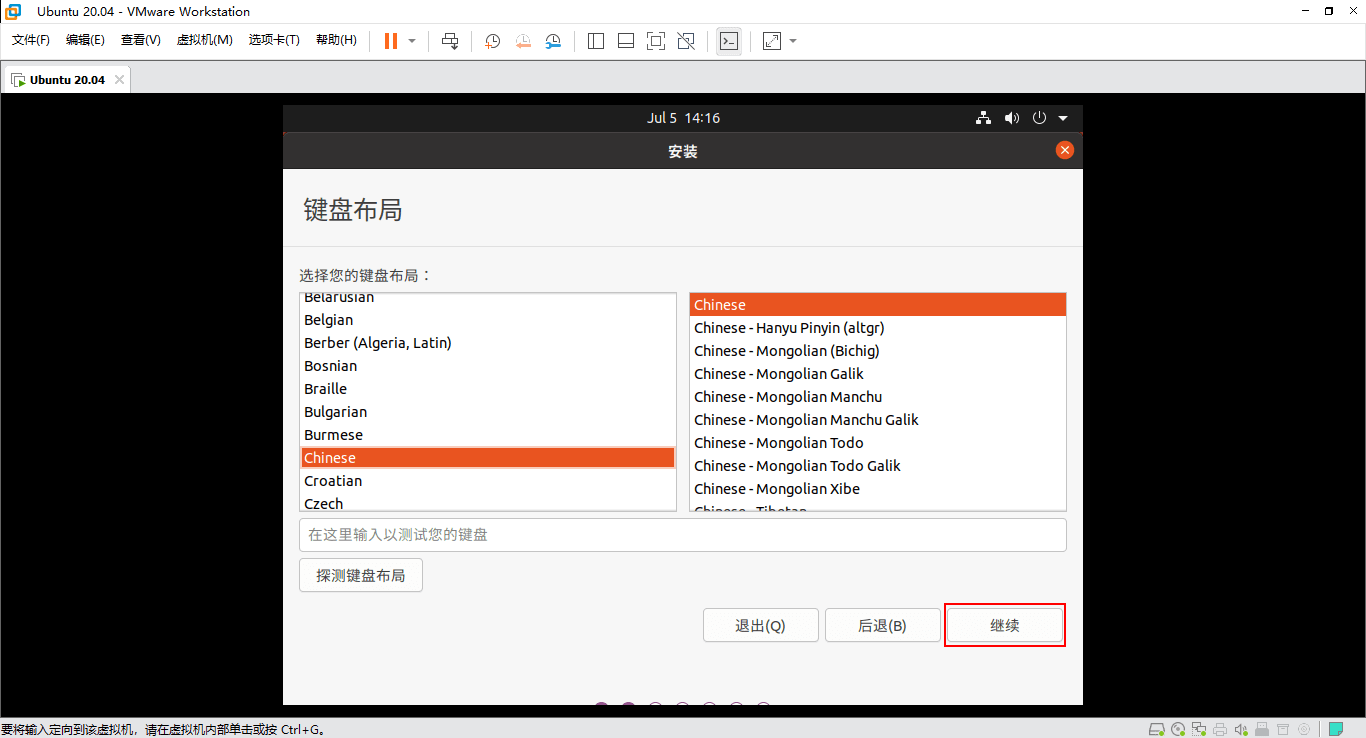 Ubuntu 20.04 - VMware Workstation
文件(F) 编辑(E) 查看(V) 虚拟机(M) 选项卡(T) 帮助(H)
Ubuntu 20.04
Jul 5 14:16
安装
键盘布局
选择您的键盘布局：
Belarusian
Belgian
Berber (Algeria, Latin)
Bosnian
Braille
Bulgarian
Burmese
Chinese
Croatian
Czech
Chinese
Chinese - Hanyu Pinyin (altgr)
Chinese - Mongolian (Bichig)
Chinese - Mongolian Galik
Chinese - Mongolian Manchu
Chinese - Mongolian Manchu Galik
Chinese - Mongolian Todo
Chinese - Mongolian Todo Galik
Chinese - Mongolian Xibe
Chinese - Tibetan
在这里输入以测试您的键盘
探测键盘布局
退出(Q) 后退(B) 继续
要将输入定向到该虚拟机，请在虚拟机内部单击或按 Ctrl+G。